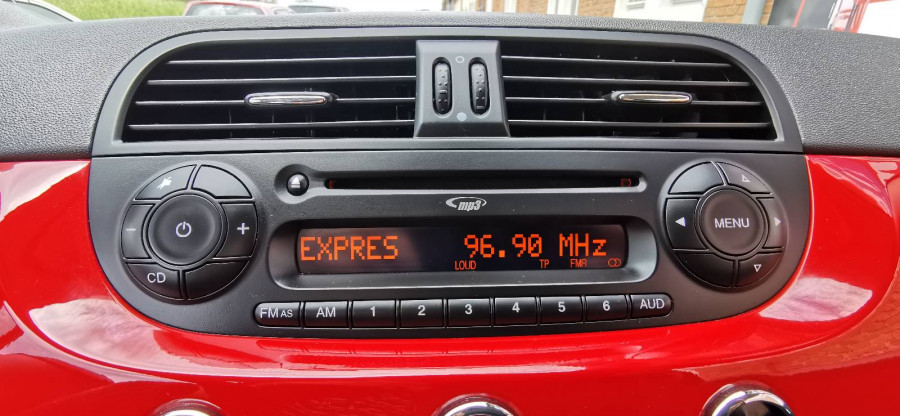 mp3
EXPRES 96.90 MHz
LOUD TP FMR
- +
CD
MENU
FM AS AM 1 2 3 4 5 6 AUD